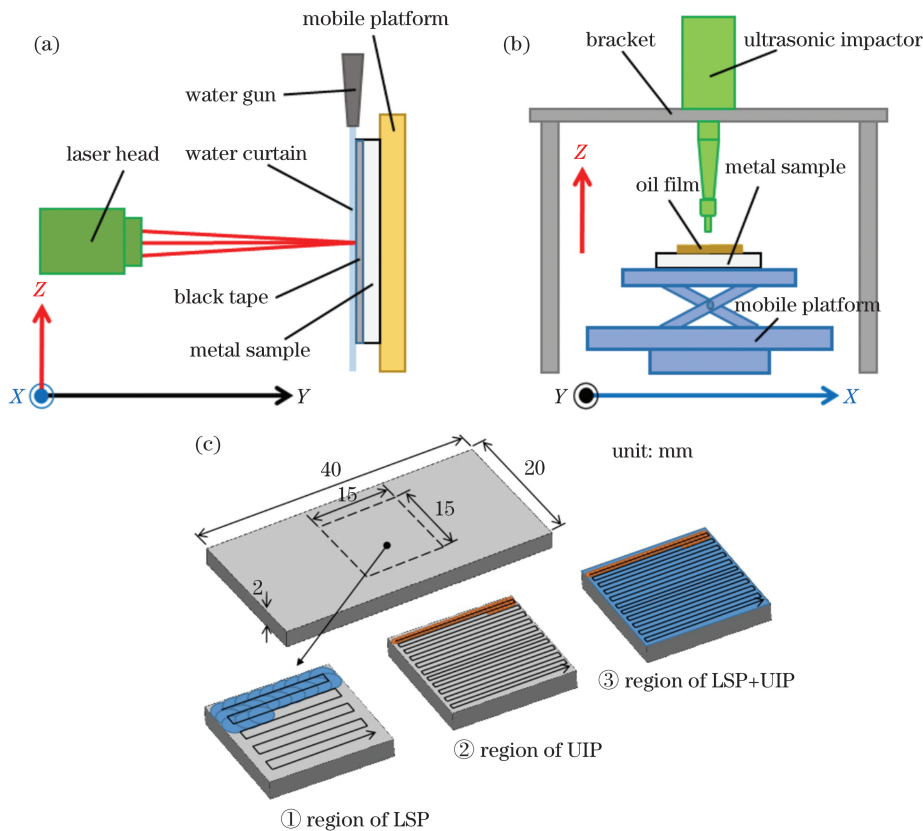 (a)
mobile platform
water gun
laser head
water curtain
black tape
metal sample
Z
X
Y
(b)
bracket
ultrasonic impactor
Z
oil film
metal sample
mobile platform
Y
X
(c)
unit: mm
40
20
15
15
2
① region of LSP
② region of UIP
③ region of LSP+UIP